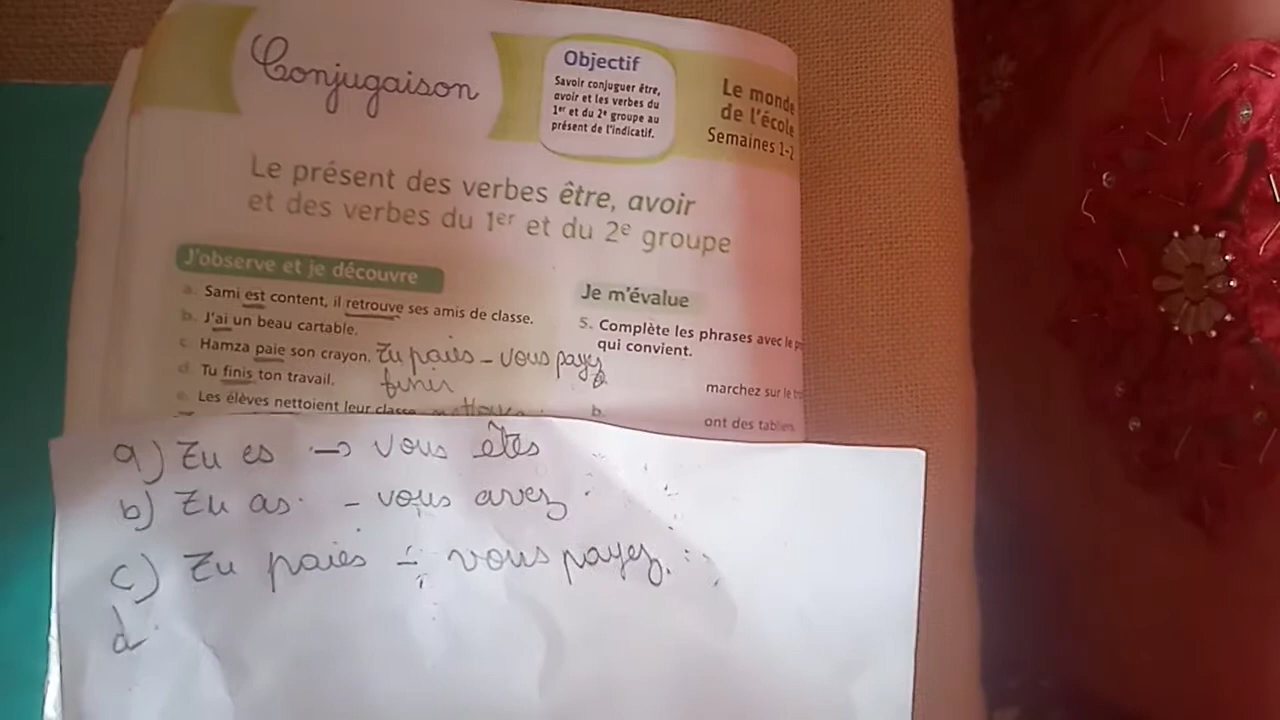 Conjugaison
Objectif
Savoir conjuguer être,
avoir et les verbes du
1er et du 2e groupe au
présent de l'indicatif.
Le monde
de l'école
Semaines 1-2
Le présent des verbes être, avoir
et des verbes du 1er et du 2e groupe
J'observe et je découvre
a. Sami est content, il retrouve ses amis de classe.
b. J'ai un beau cartable.
c. Hamza paie son crayon. Tu paies - vous payez
d. Tu finis ton travail. finir
e. Les élèves nettoient leur classe
Je m'évalue
5. Complète les phrases avec le
qui convient.
marchez sur le
b. ont des
a) Tu es → vous êtes
b) Tu as - vous avez
c) Tu paies - vous payez.
d